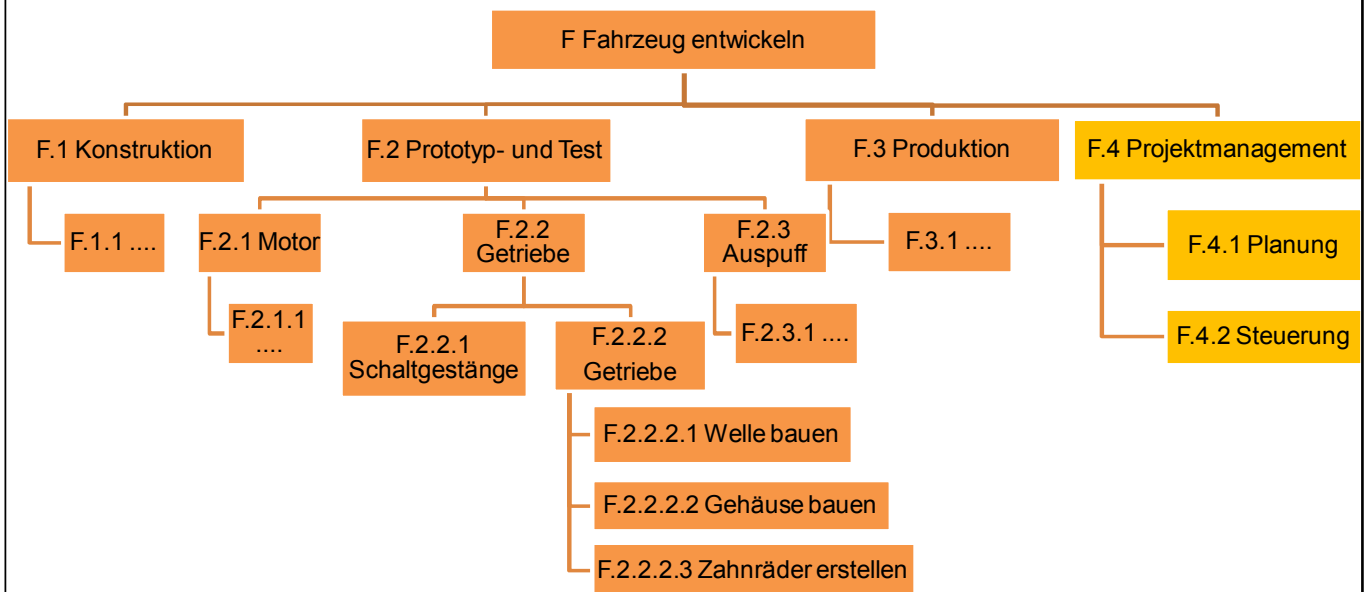 F Fahrzeug entwickeln
F.1 Konstruktion
F.2 Prototyp- und Test
F.3 Produktion
F.4 Projektmanagement
F.1.1 ....
F.2.1 Motor
F.2.2
Getriebe
F.2.3
Auspuff
F.3.1 ....
F.4.1 Planung
F.2.1.1
....
F.2.2.1
Schaltgestänge
F.2.2.2
Getriebe
F.2.3.1 ....
F.4.2 Steuerung
F.2.2.2.1 Welle bauen
F.2.2.2.2 Gehäuse bauen
F.2.2.2.3 Zahnräder erstellen